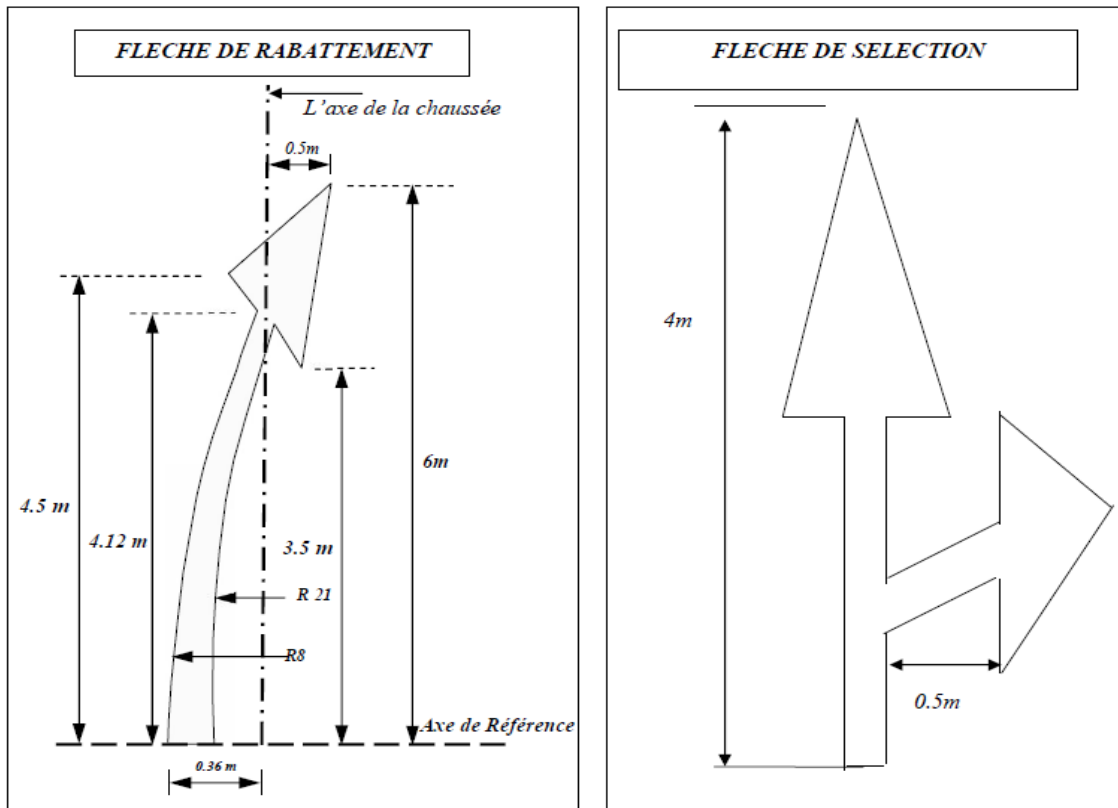 FLECHE DE RABATTEMENT
L'axe de la chaussée
0.5m
4.5 m
4.12 m
3.5 m
6m
R 21
R8
Axe de Référence
0.36 m
FLECHE DE SELECTION
4m
0.5m